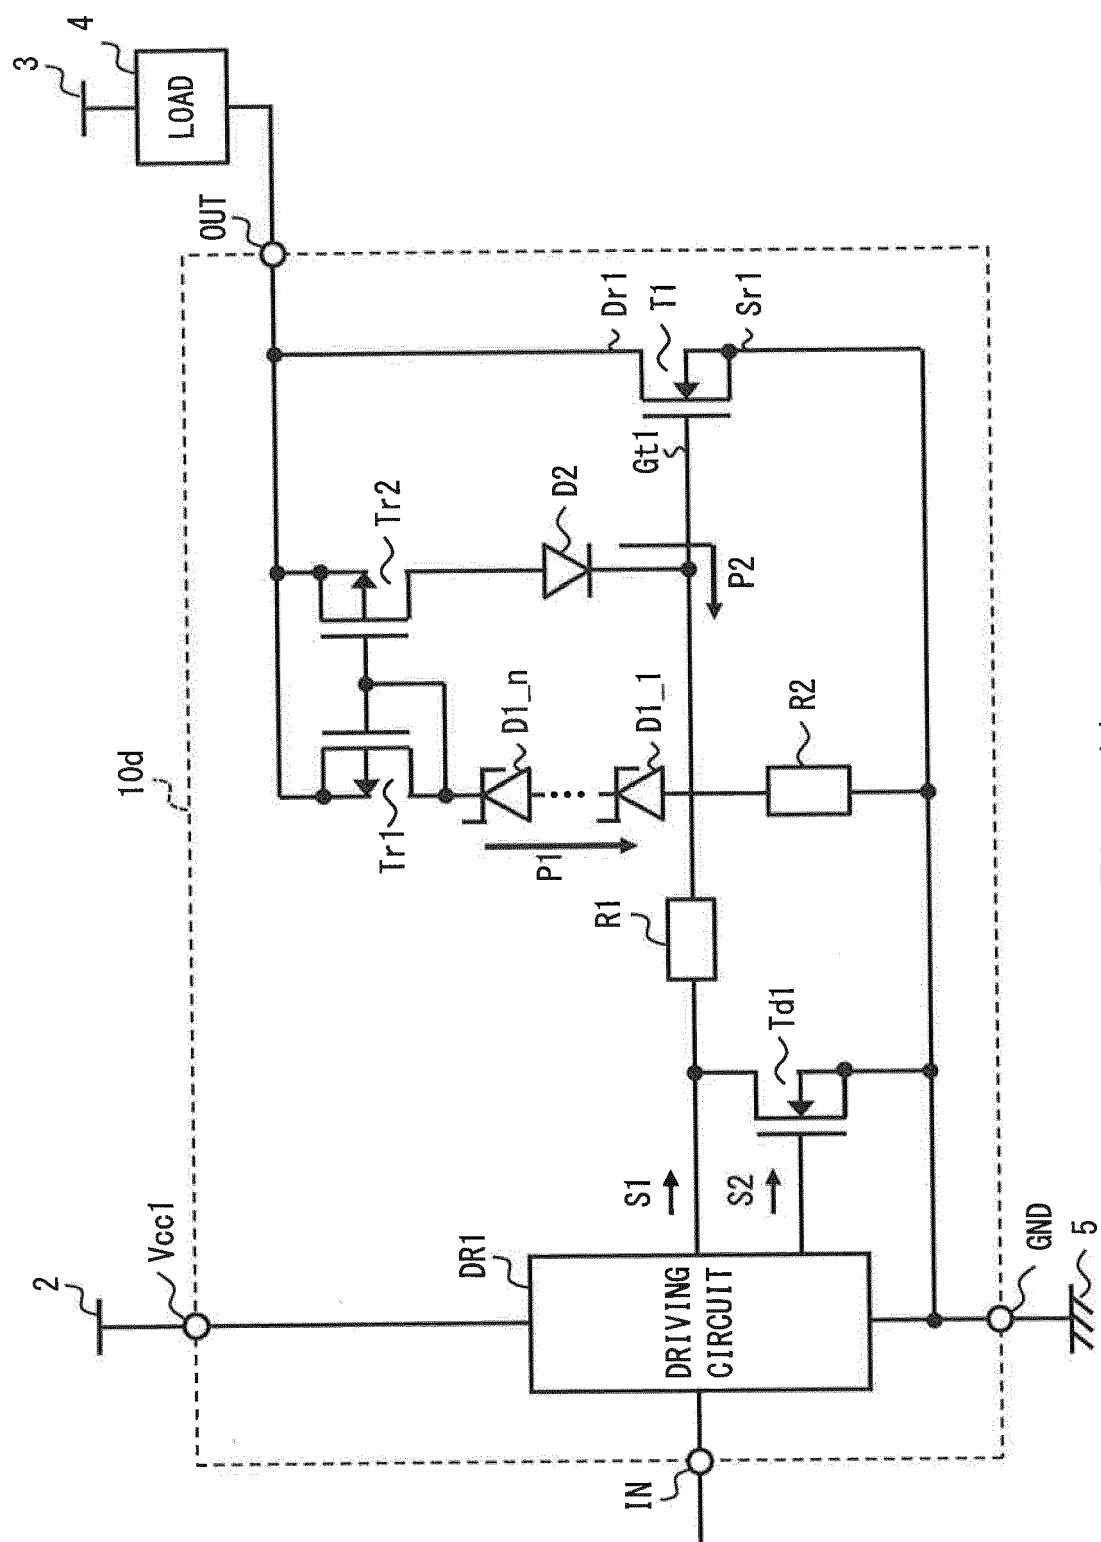 10d
2
Vcc1
3
4
LOAD
OUT
Tr1
Tr2
Dr1
T1
Sr1
D1_n
D2
Gt1
P1
D1_1
P2
R1
R2
S1
S2
Td1
DR1
DRIVING
CIRCUIT
IN
GND
5